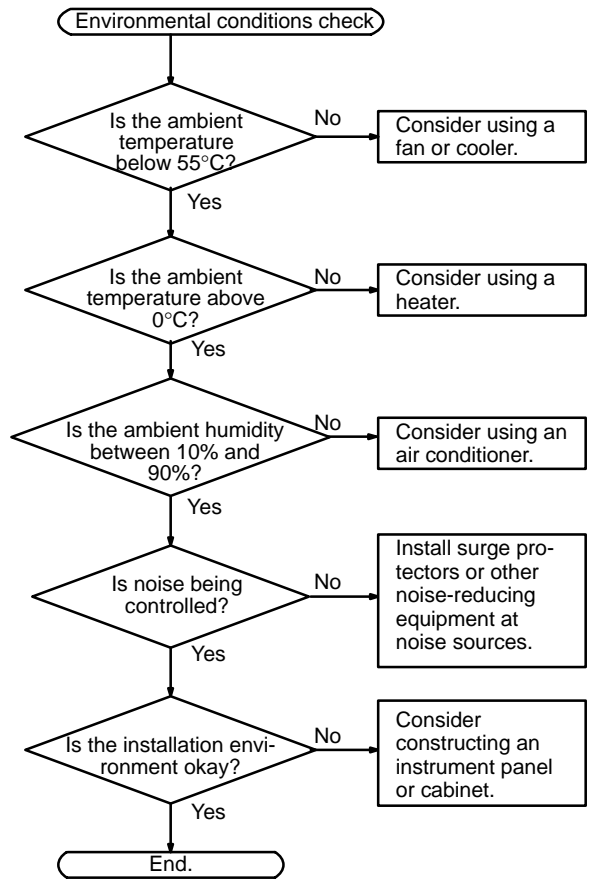 Environmental conditions check
Is the ambient
temperature
below 55°C?
No
Consider using a
fan or cooler.
Yes
Is the ambient
temperature above
0°C?
No
Consider using a
heater.
Yes
Is the ambient humidity
between 10% and
90%?
No
Consider using an
air conditioner.
Yes
Is noise being
controlled?
No
Install surge pro-
tectors or other
noise-reducing
equipment at
noise sources.
Yes
Is the installation envi-
ronment okay?
No
Consider
constructing an
instrument panel
or cabinet.
Yes
End.